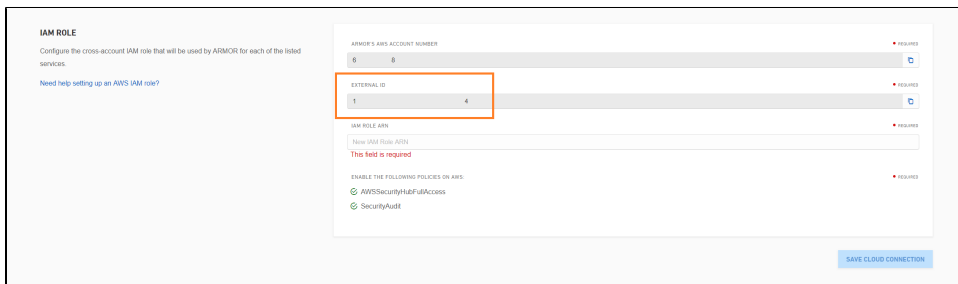 IAM ROLE
Configure the cross-account IAM role that will be used by ARMOR for each of the listed
services.
Need help setting up an AWS IAM role?
ARMOR'S AWS ACCOUNT NUMBER
REQUIRED
6 8
EXTERNAL ID
REQUIRED
1 4
IAM ROLE ARN
REQUIRED
New IAM Role ARN
This field is required
ENABLE THE FOLLOWING POLICIES ON AWS
REQUIRED
AWSSecurityHubFullAccess
SecurityAudit
SAVE CLOUD CONNECTION